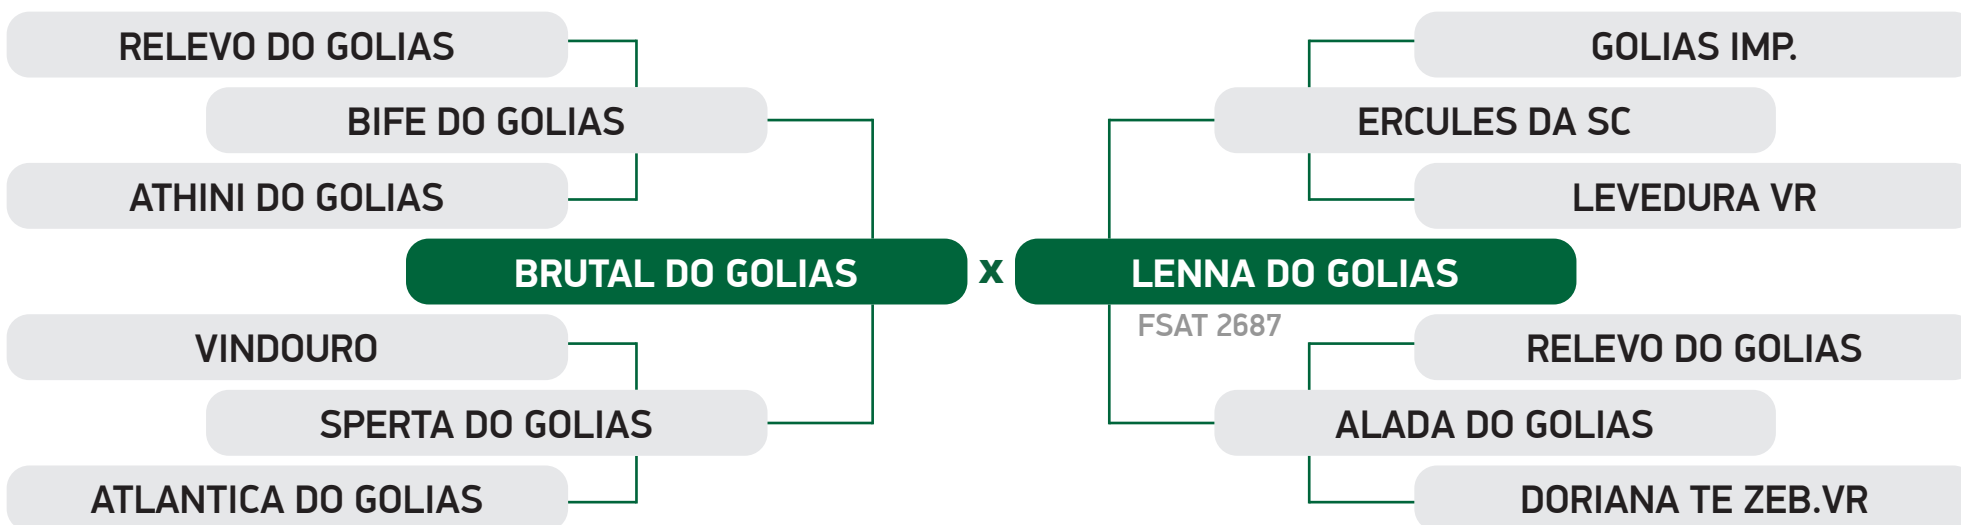 RELEVO DO GOLIAS
GOLIAS IMP.
BIFE DO GOLIAS
ERCULES DA SC
ATHINI DO GOLIAS
LEVEDURA VR
BRUTAL DO GOLIAS x LENNA DO GOLIAS
FSAT 2687
VINDOURO
RELEVO DO GOLIAS
SPERTA DO GOLIAS
ALADA DO GOLIAS
ATLANTICA DO GOLIAS
DORIANA TE ZEB.VR